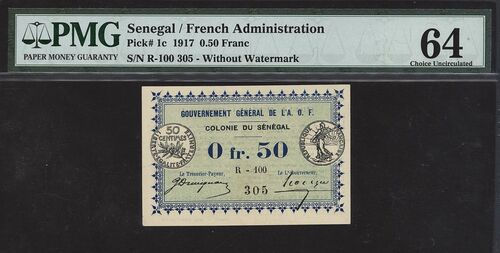 PMG
PAPER MONEY GUARANTY
Senegal / French Administration
Pick# 1c 1917 0.50 Franc
S/N R-100 305 - Without Watermark
64
Choice Uncirculated
GOUVERNEMENT GÉNÉRAL DE L'A. O. F.
COLONIE DU SÉNÉGAL
50
CENTIMES
0 fr. 50
R - 100
Le Trésorier-Payeur,
Le Lt Gouverneur,
305